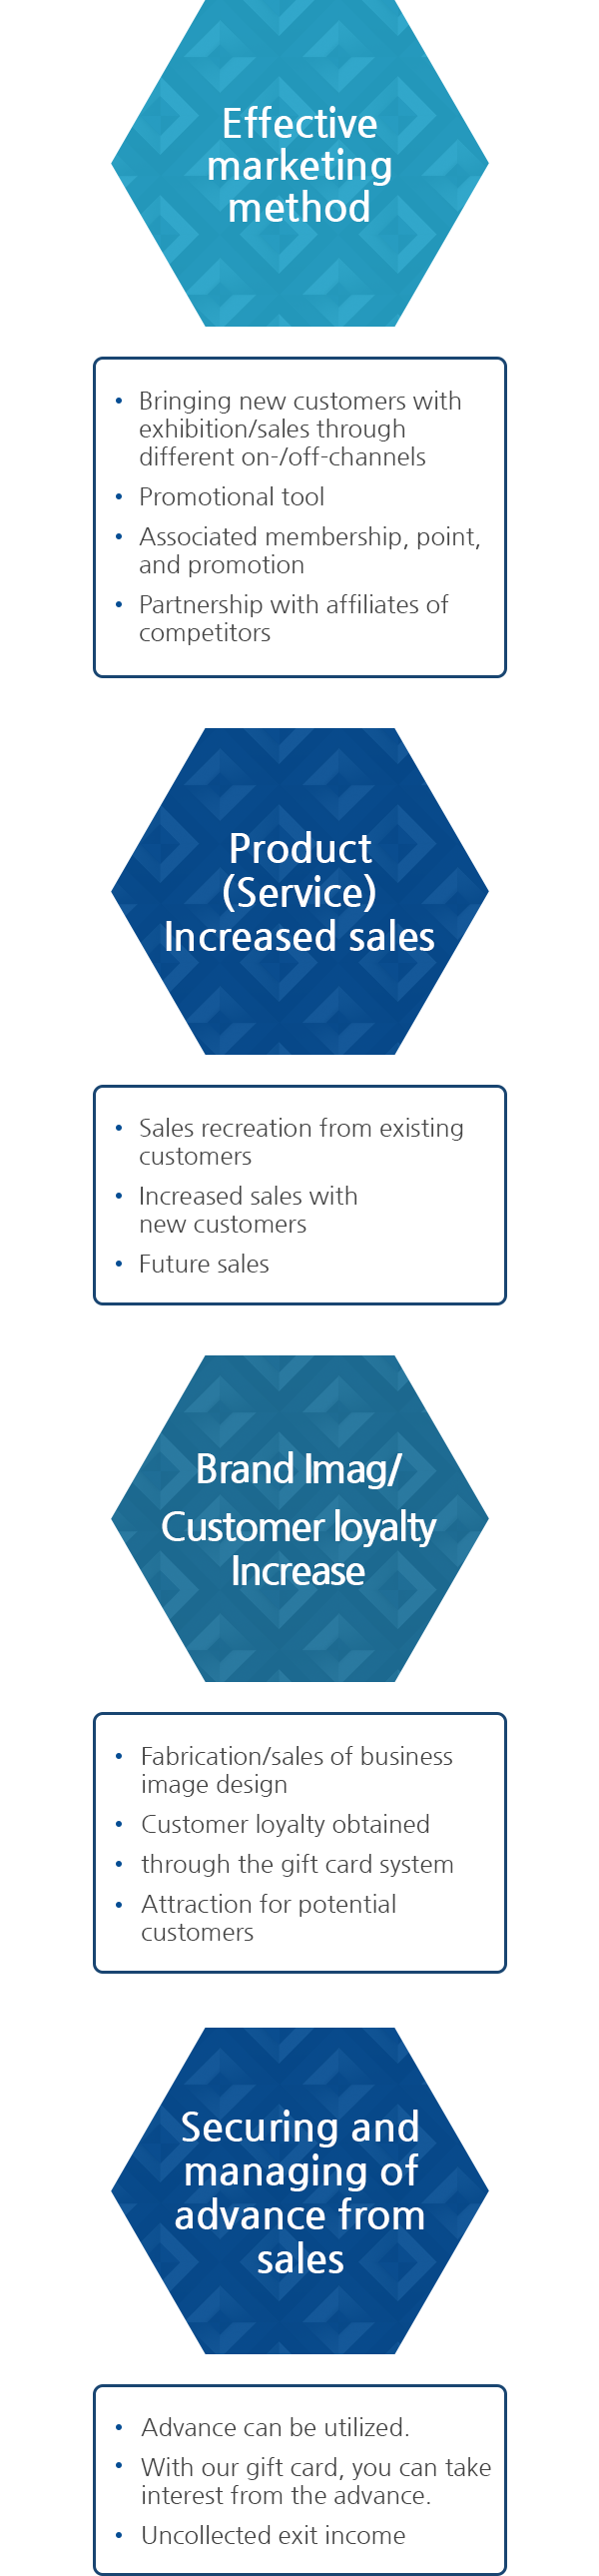 Effective
marketing
method
• Bringing new customers with
exhibition/sales through
different on-/off-channels
• Promotional tool
• Associated membership, point,
and promotion
• Partnership with affiliates of
competitors
Product
(Service)
Increased sales
• Sales recreation from existing
customers
• Increased sales with
new customers
• Future sales
Brand Imag/
Customer loyalty
Increase
• Fabrication/sales of business
image design
• Customer loyalty obtained
• through the gift card system
• Attraction for potential
customers
Securing and
managing of
advance from
sales
• Advance can be utilized.
• With our gift card, you can take
interest from the advance.
• Uncollected exit income